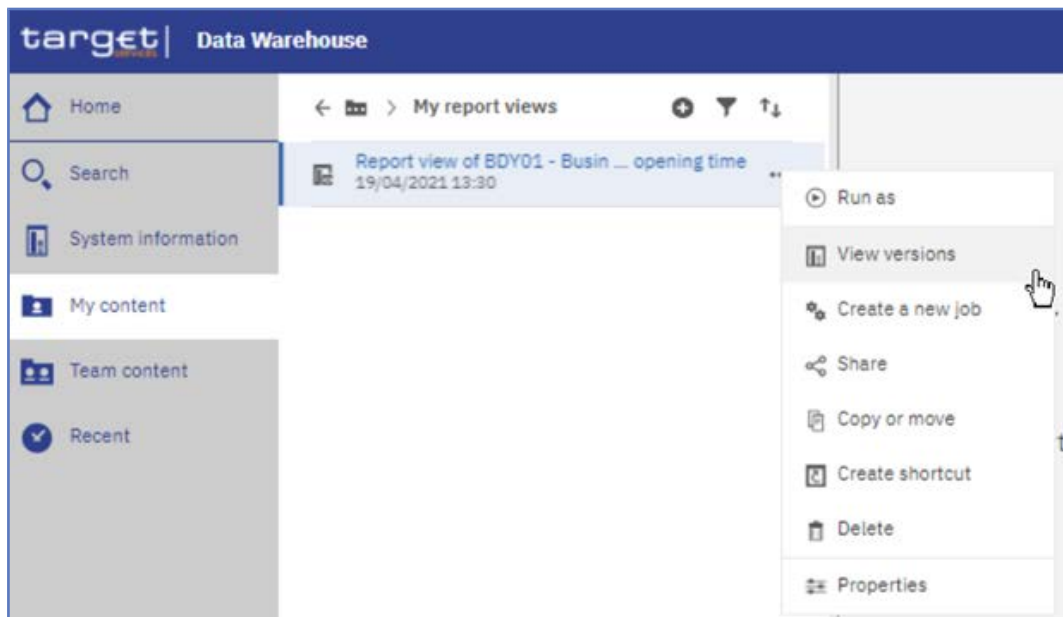 target| Data Warehouse
services
Home
Search
System information
My content
Team content
Recent
My report views
Report view of BDY01 - Busin ... opening time
19/04/2021 13:30
Run as
View versions
Create a new job
Share
Copy or move
Create shortcut
Delete
Properties